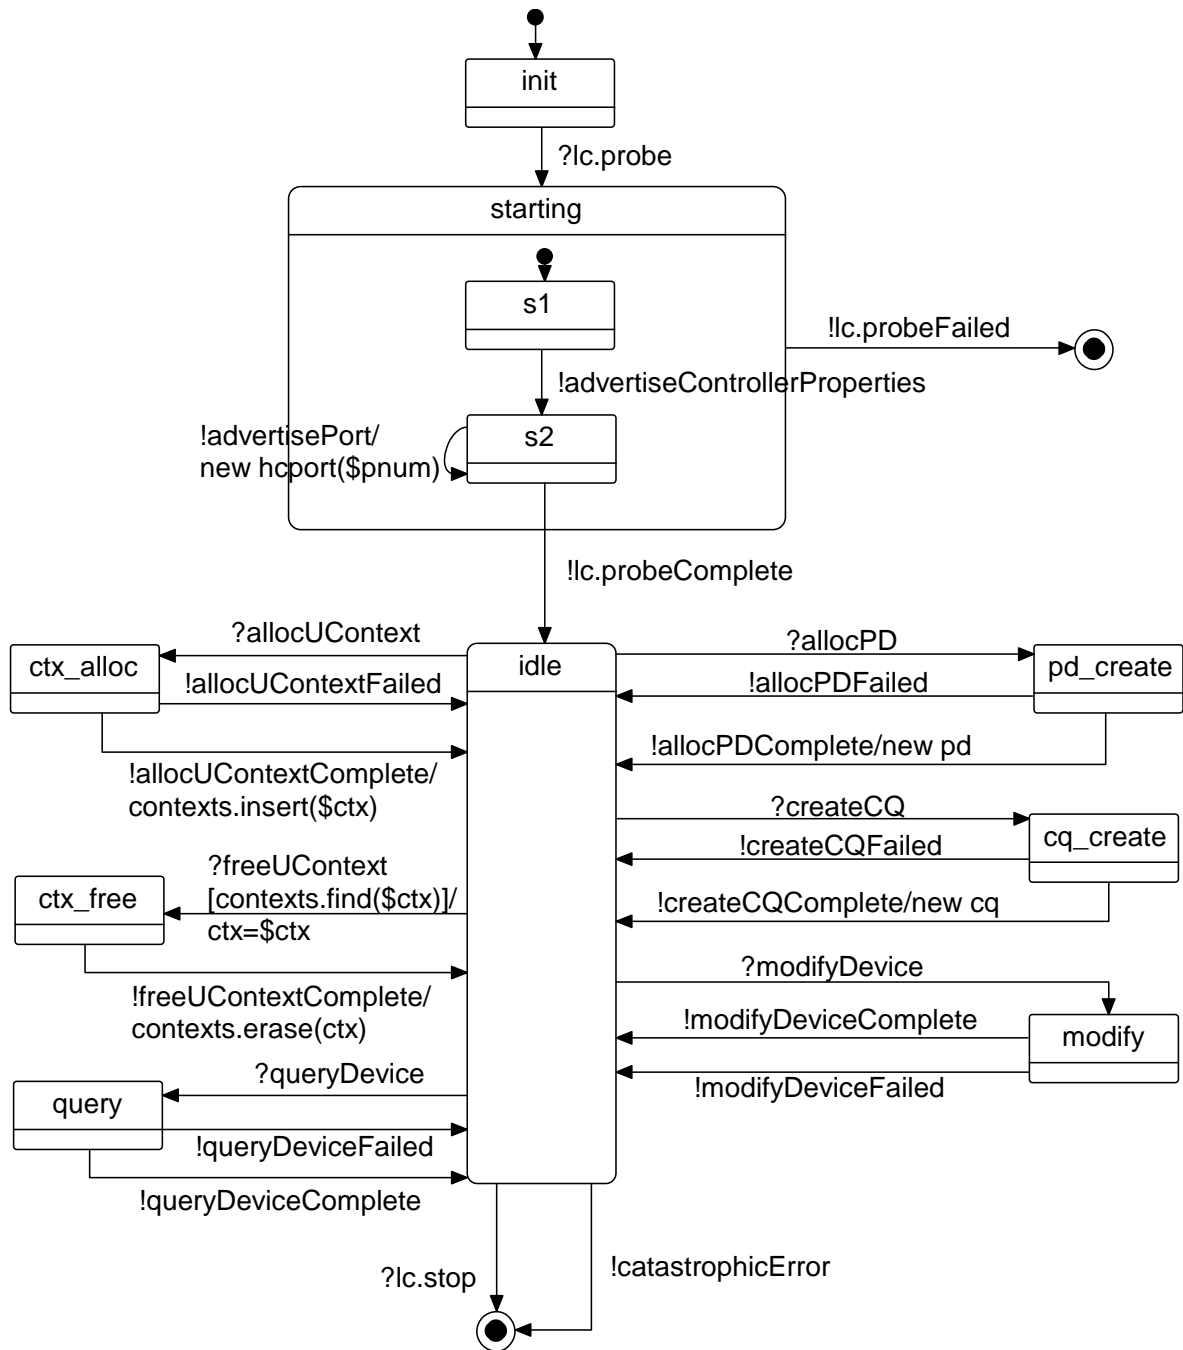 init
?lc.probe
starting
s1
!lc.probeFailed
!advertiseControllerProperties
s2
!advertisePort/
new hcport($pnum)
!lc.probeComplete
?allocUContext
ctx_alloc
!allocUContextFailed
!allocUContextComplete/
contexts.insert($ctx)
?freeUContext
[contexts.find($ctx)]/
ctx=$ctx
ctx_free
!freeUContextComplete/
contexts.erase(ctx)
?queryDevice
query
!queryDeviceFailed
!queryDeviceComplete
idle
?allocPD
pd_create
!allocPDFailed
!allocPDComplete/new pd
?createCQ
cq_create
!createCQFailed
!createCQComplete/new cq
?modifyDevice
!modifyDeviceComplete
modify
!modifyDeviceFailed
?lc.stop
!catastrophicError